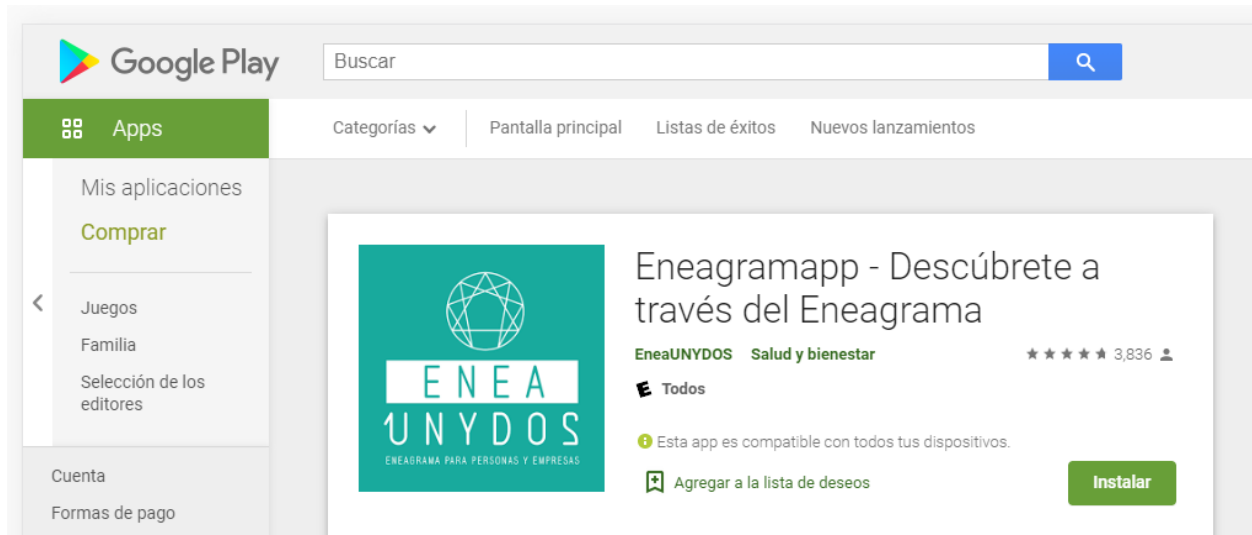 Google Play
Buscar
Apps
Categorías
Pantalla principal
Listas de éxitos
Nuevos lanzamientos
Mis aplicaciones
Comprar
Juegos
Familia
Selección de los
editores
Cuenta
Formas de pago
ENEA
UNYDOS
ENEAGRAMA PARA PERSONAS Y EMPRESAS
Eneagramapp - Descúbrete a
través del Eneagrama
EneaUNYDOS Salud y bienestar
3,836
E Todos
Esta app es compatible con todos tus dispositivos.
Agregar a la lista de deseos
Instalar